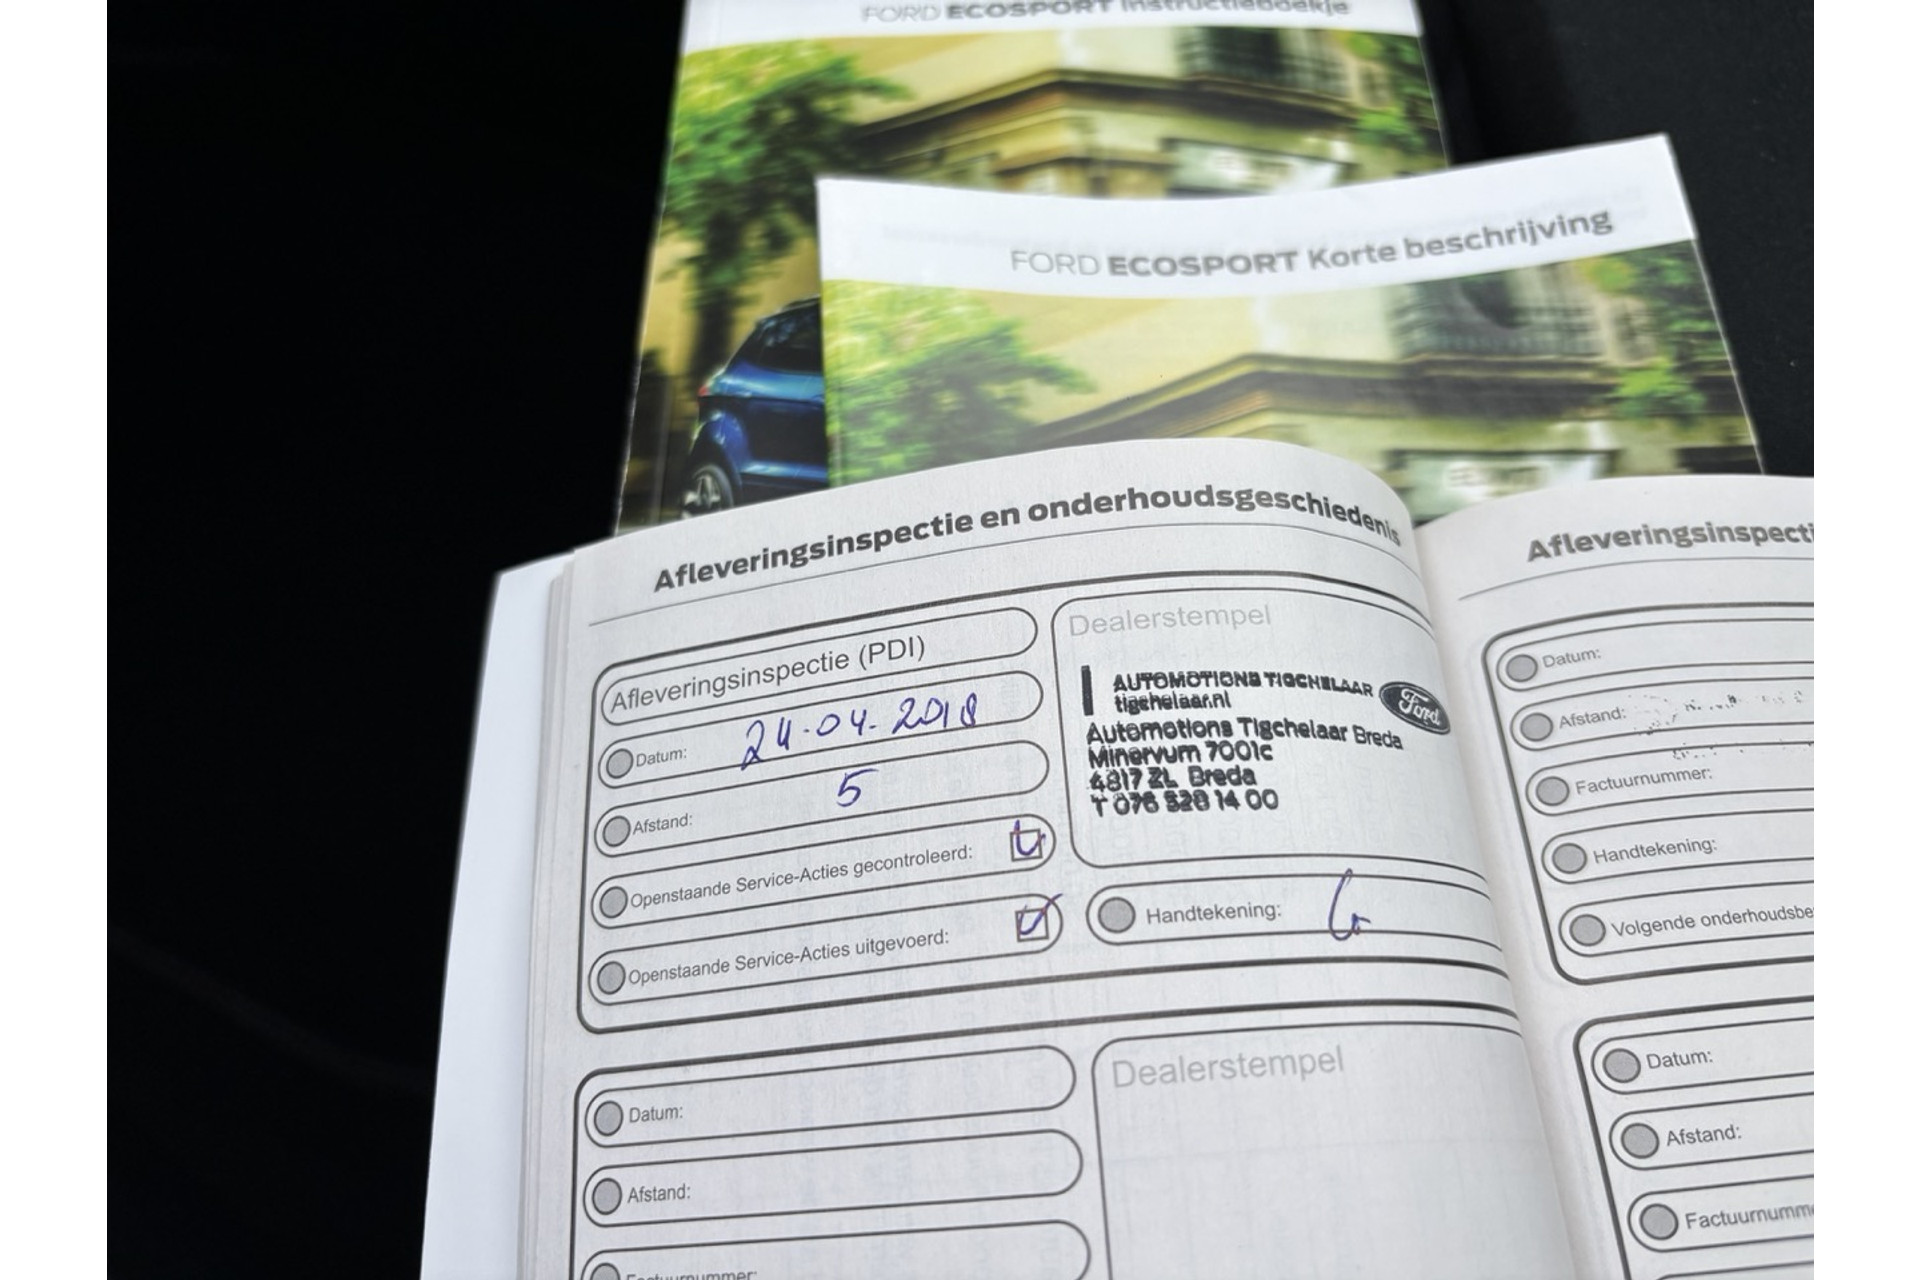 FORD ECOSPORT Instructieboekje
FORD ECOSPORT Korte beschrijving
Afleveringsinspectie en onderhoudsgeschiedenis
Afleveringsinspectie (PDI)
Datum: 24-04-2018
Afstand: 5
Openstaande Service-Acties gecontroleerd:
Openstaande Service-Acties uitgevoerd:
Dealerstempel
AUTOMOTIONS TIGCHELAAR
tigchelaar.nl
Ford
Automotions Tigchelaar Breda
Minervum 7001c
4817 ZL Breda
T 076 528 14 00
Handtekening:
Datum:
Afstand:
Factuurnummer:
Dealerstempel
Afleveringsinspecti
Datum:
Afstand:
Factuurnummer:
Handtekening:
Volgende onderhoudsbe
Datum:
Afstand:
Factuurnumm